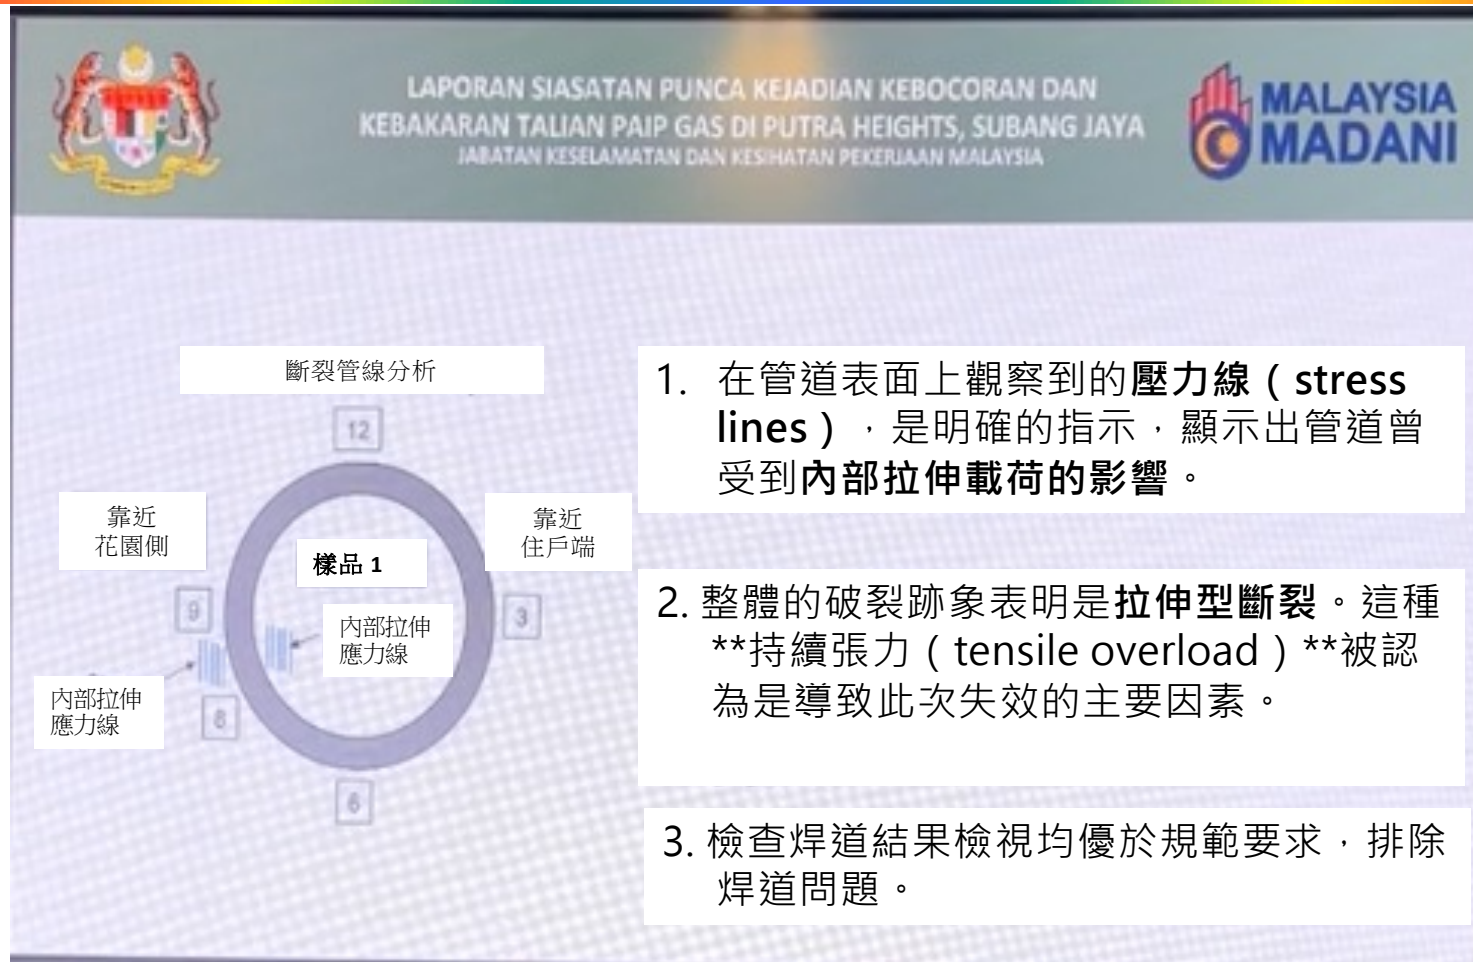 LAPORAN SIASATAN PUNCA KEJADIAN KEBOCORAN DAN
KEBAKARAN TALIAN PAIP GAS DI PUTRA HEIGHTS, SUBANG JAYA
JABATAN KESELAMATAN DAN KESIHATAN PEKERJAAN MALAYSIA
MALAYSIA
MADANI
斷裂管線分析
12
靠近
花園側
靠近
住戶端
樣品 1
9
3
內部拉伸
應力線
內部拉伸
應力線
8
6
1. 在管道表面上觀察到的壓力線（stress
lines），是明確的指示，顯示出管道曾
受到內部拉伸載荷的影響。
2. 整體的破裂跡象表明是拉伸型斷裂。這種
**持續張力（tensile overload）**被認
為是導致此次失效的主要因素。
3. 檢查焊道結果檢視均優於規範要求，排除
焊道問題。